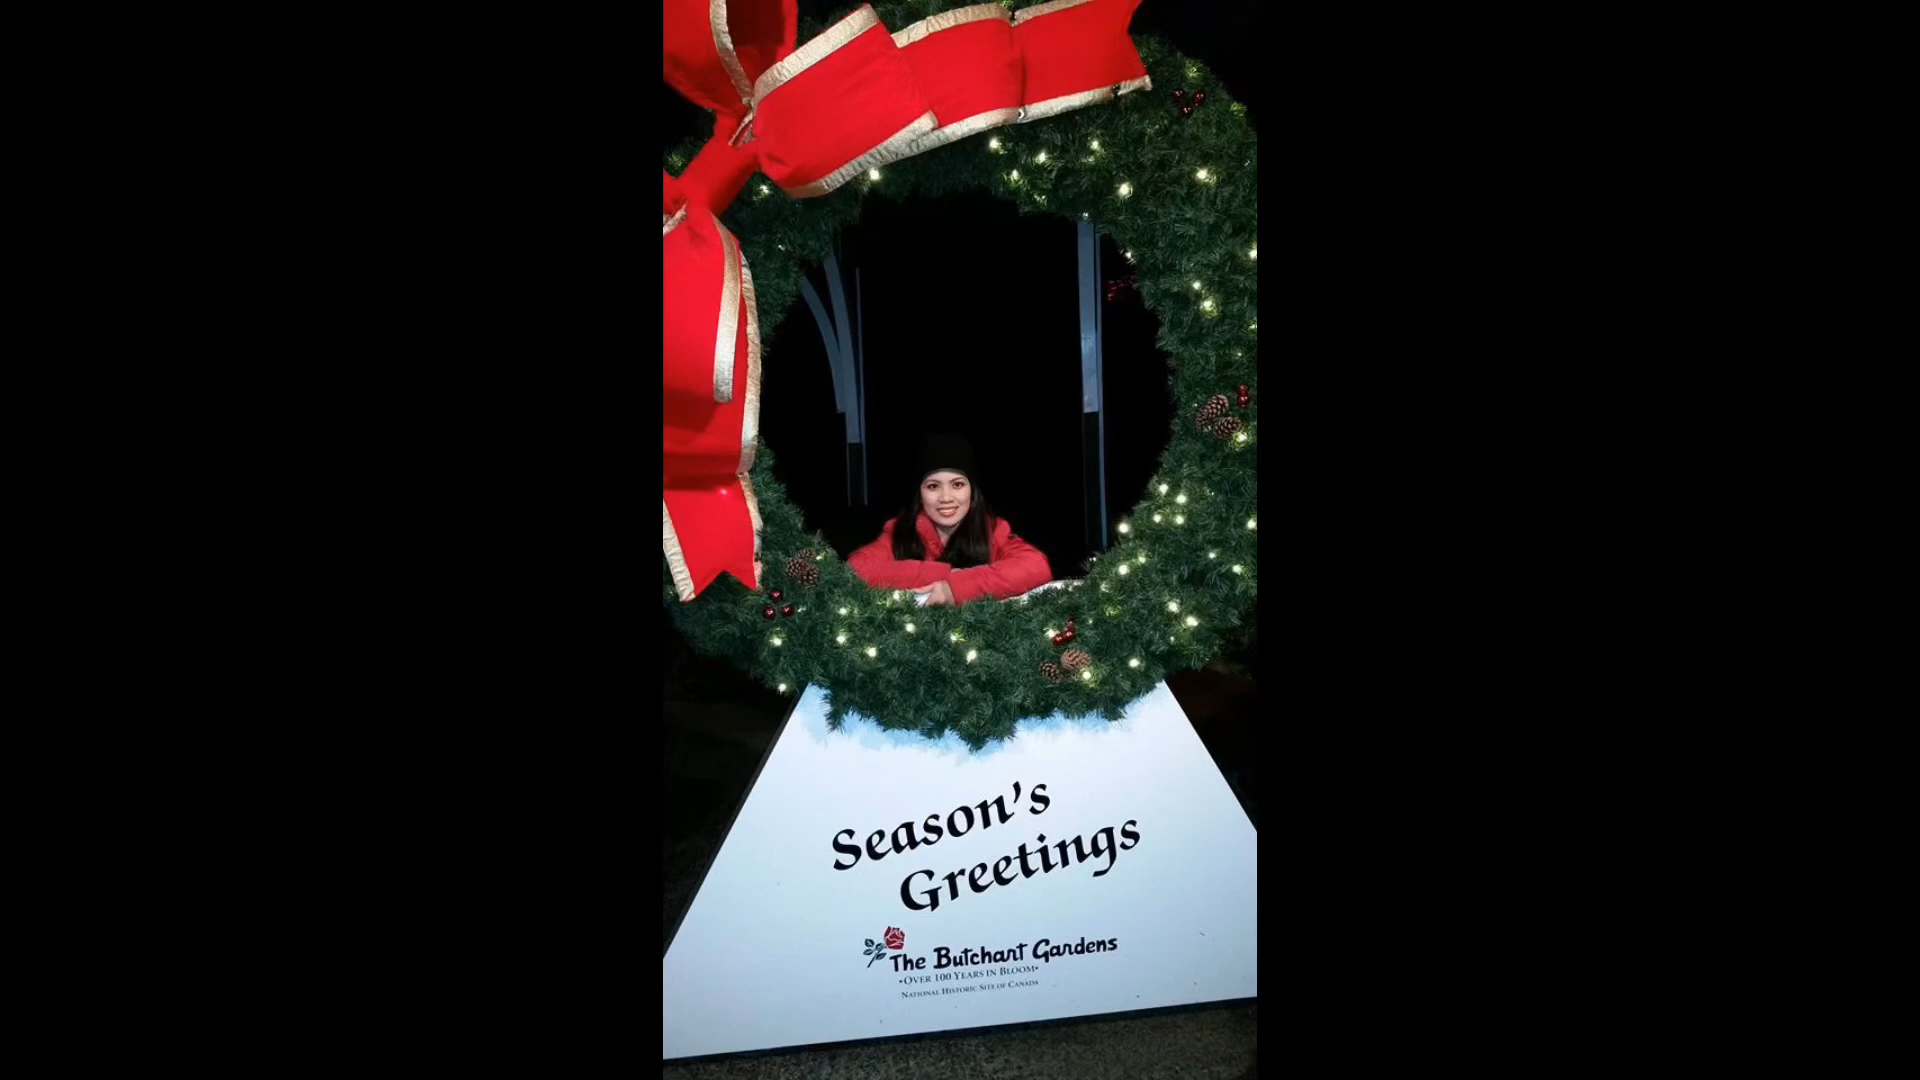 Season's
Greetings
The Butchart Gardens
•OVER 100 YEARS IN BLOOM•
NATIONAL HISTORIC SITE OF CANADA